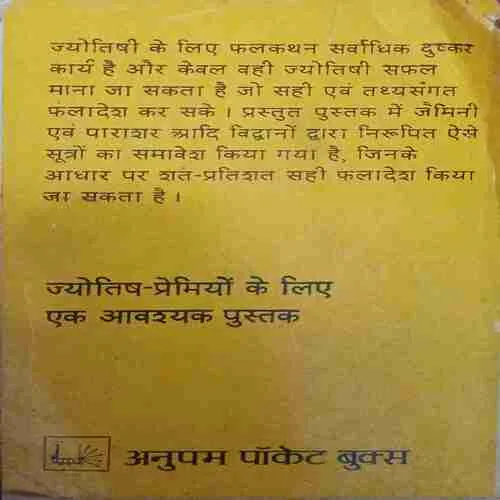 ज्योतिषी के लिए फलकथन सर्वाधिक दुष्कर
कार्य है और केवल वही ज्योतिषी सफल
माना जा सकता है जो सही एवं तथ्यसंगत
फलादेश कर सके । प्रस्तुत पुस्तक में जैमिनी
एवं पाराशर आदि विद्वानों द्वारा निरूपित ऐसे
सूत्रों का समावेश किया गया है, जिनके
आधार पर शत-प्रतिशत सही फलादेश किया
जा सकता है ।
ज्योतिष-प्रेमियों के लिए
एक आवश्यक पुस्तक
अनुपम पॉकेट बुक्स